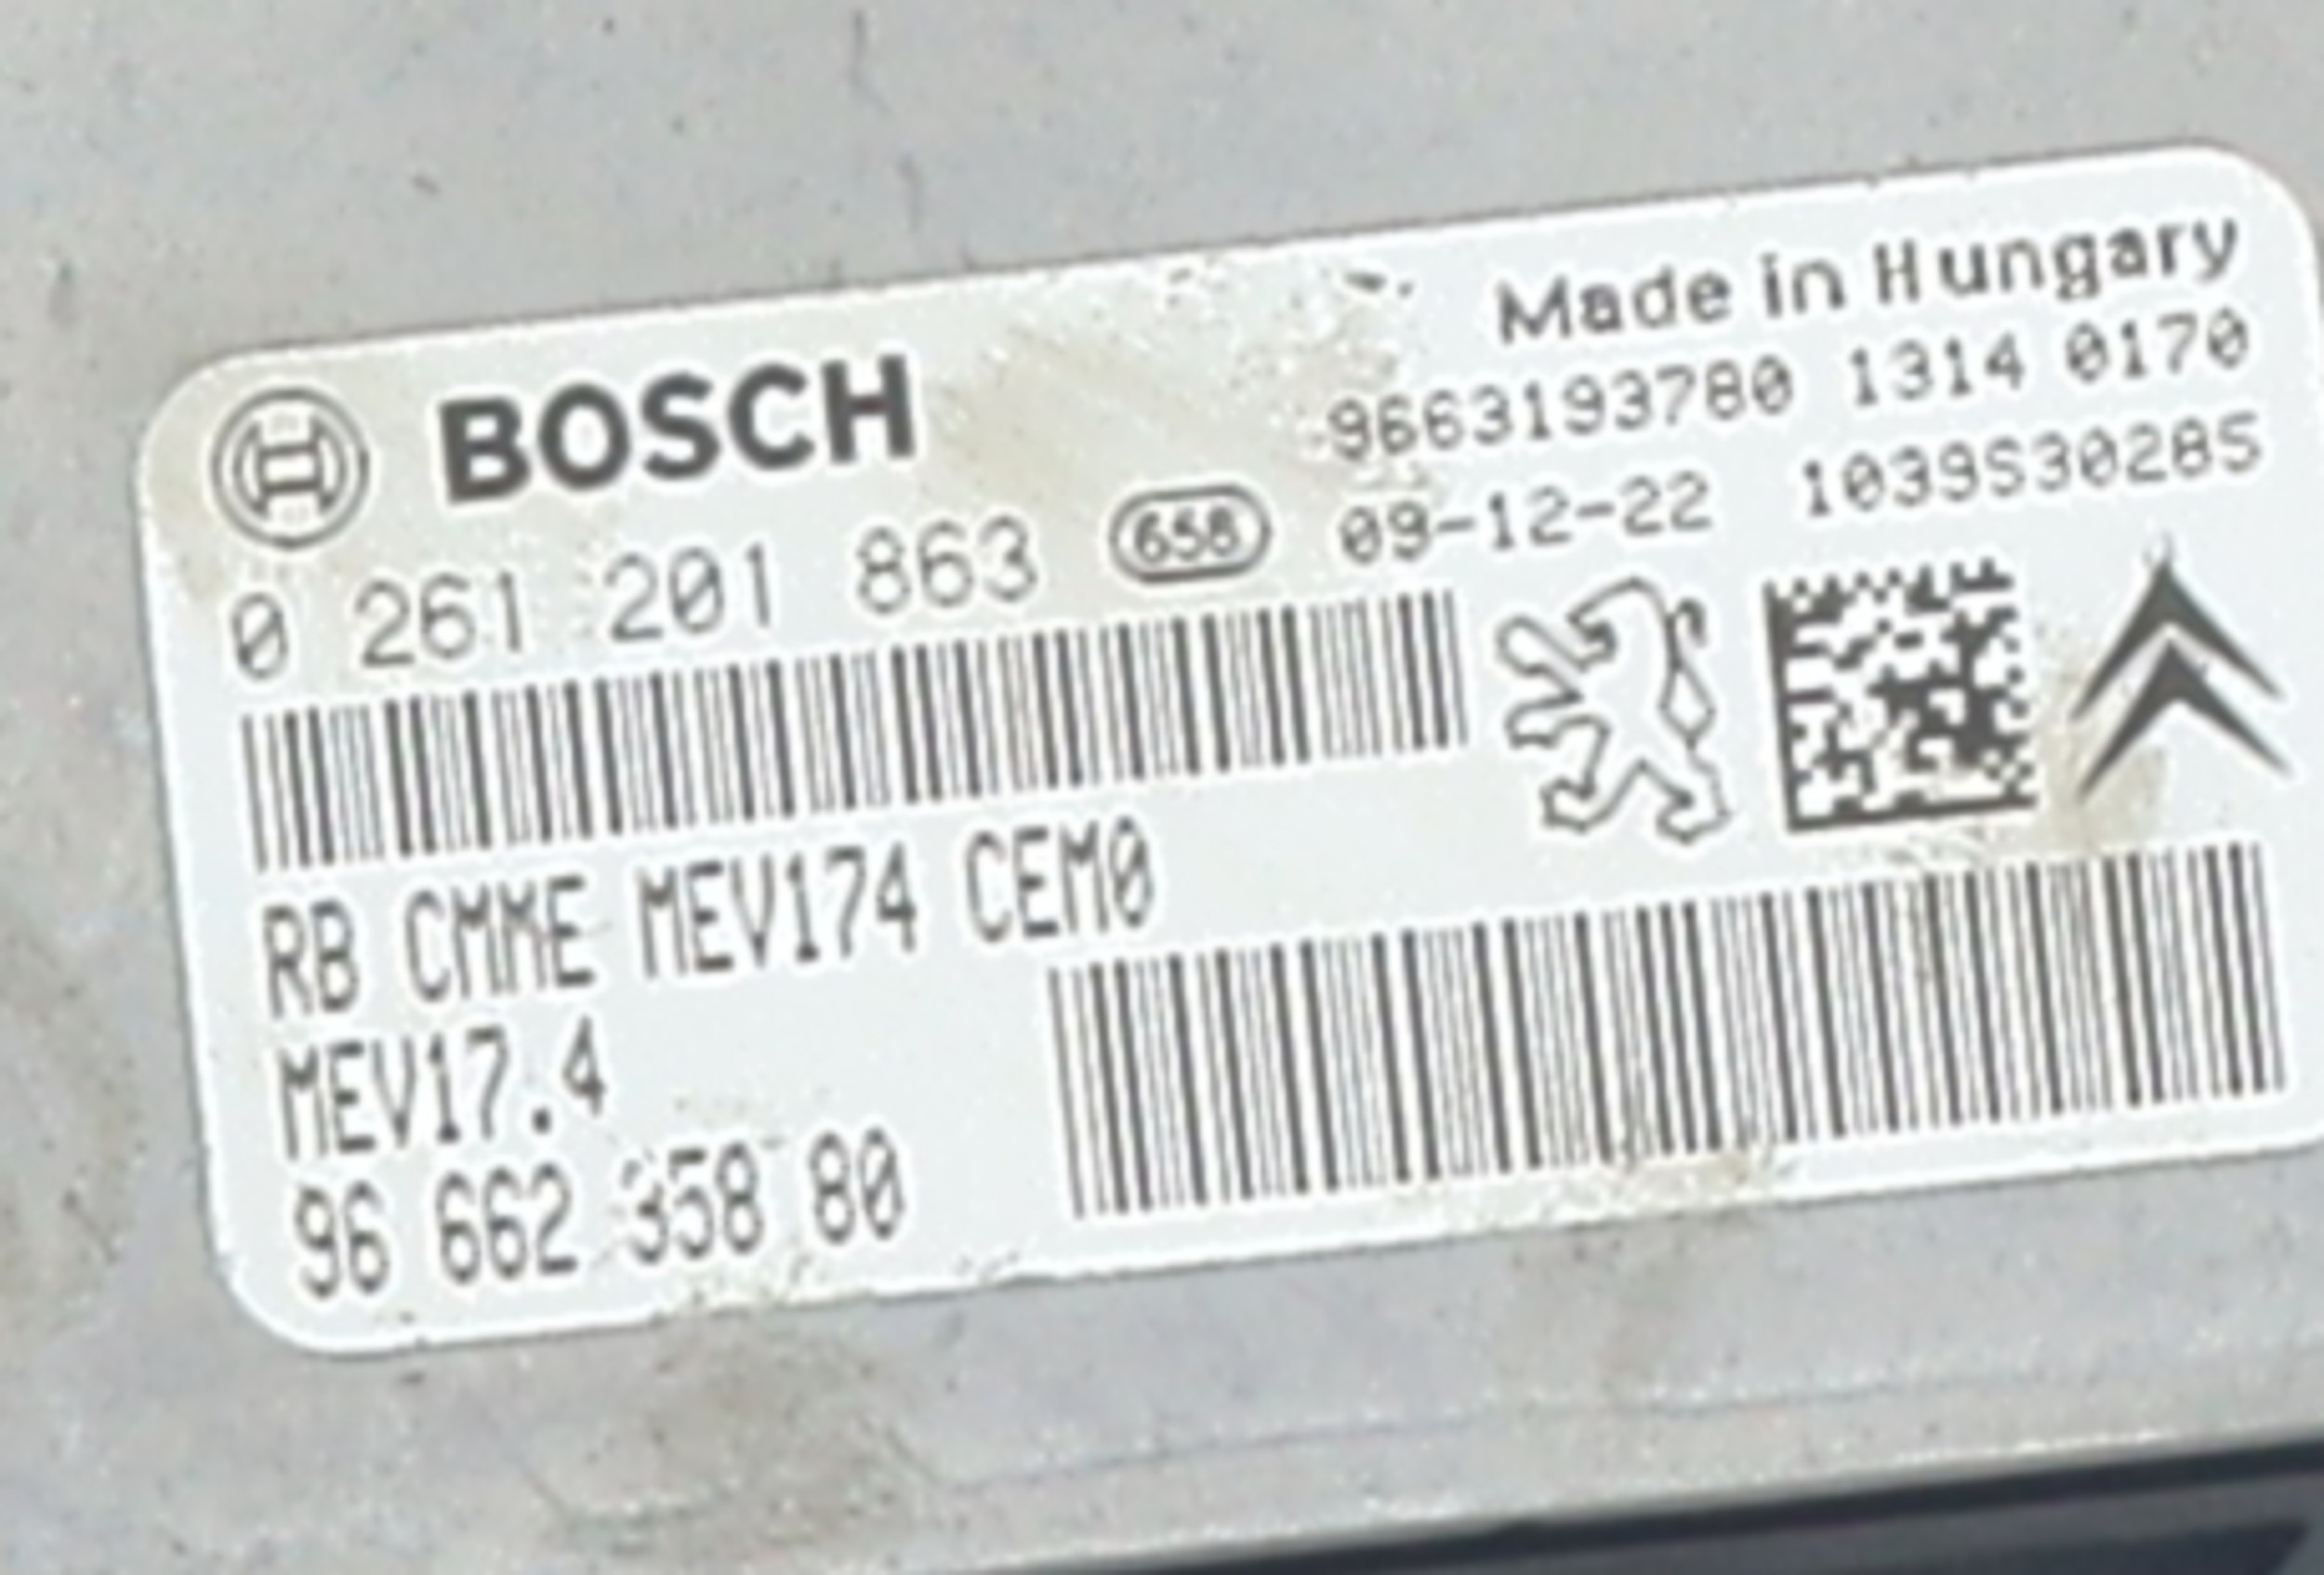 BOSCH
Made in Hungary
9663193780 1314 0170
0 261 201 863 658 09-12-22 1039S30285
RB CMME MEV174 CEM0
MEV17.4
96 662 358 80